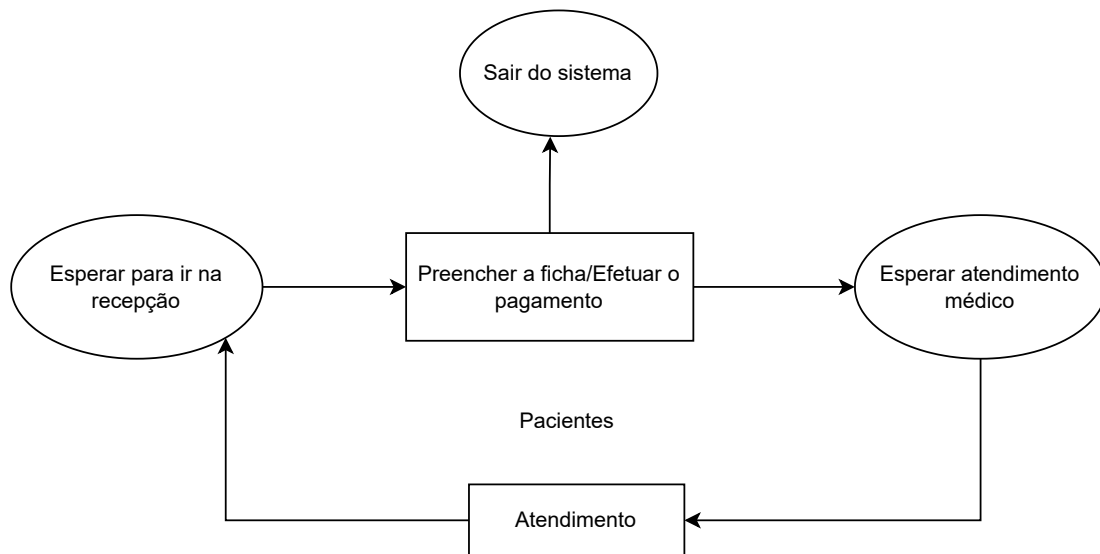 Sair do sistema
Esperar para ir na
recepção
Preencher a ficha/Efetuar o
pagamento
Esperar atendimento
médico
Pacientes
Atendimento